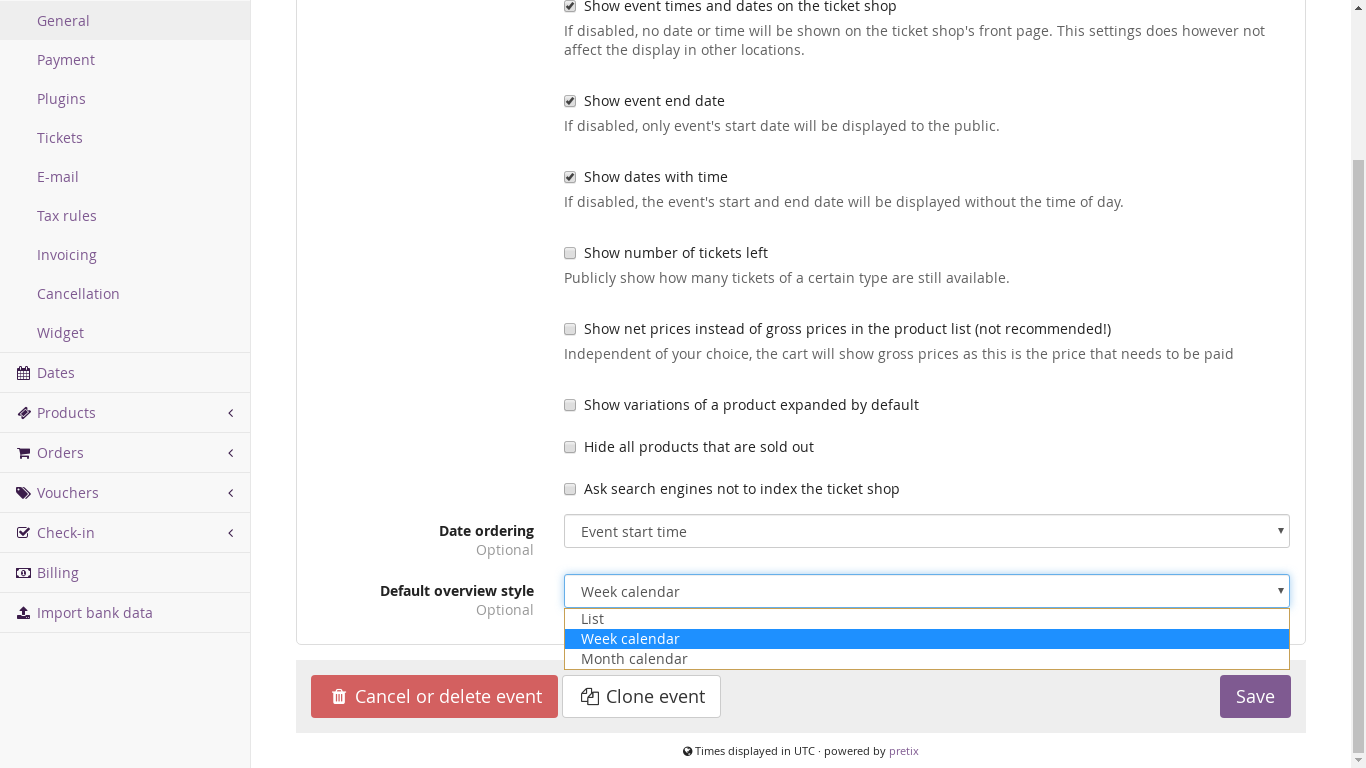 General
Payment
Plugins
Tickets
E-mail
Tax rules
Invoicing
Cancellation
Widget
Dates
Products
Orders
Vouchers
Check-in
Billing
Import bank data
Show event times and dates on the ticket shop
If disabled, no date or time will be shown on the ticket shop's front page. This settings does however not
affect the display in other locations.
Show event end date
If disabled, only event's start date will be displayed to the public.
Show dates with time
If disabled, the event's start and end date will be displayed without the time of day.
Show number of tickets left
Publicly show how many tickets of a certain type are still available.
Show net prices instead of gross prices in the product list (not recommended!)
Independent of your choice, the cart will show gross prices as this is the price that needs to be paid
Show variations of a product expanded by default
Hide all products that are sold out
Ask search engines not to index the ticket shop
Date ordering
Optional
Event start time
Default overview style
Optional
Week calendar
List
Week calendar
Month calendar
Cancel or delete event
Clone event
Save
Times displayed in UTC · powered by pretix